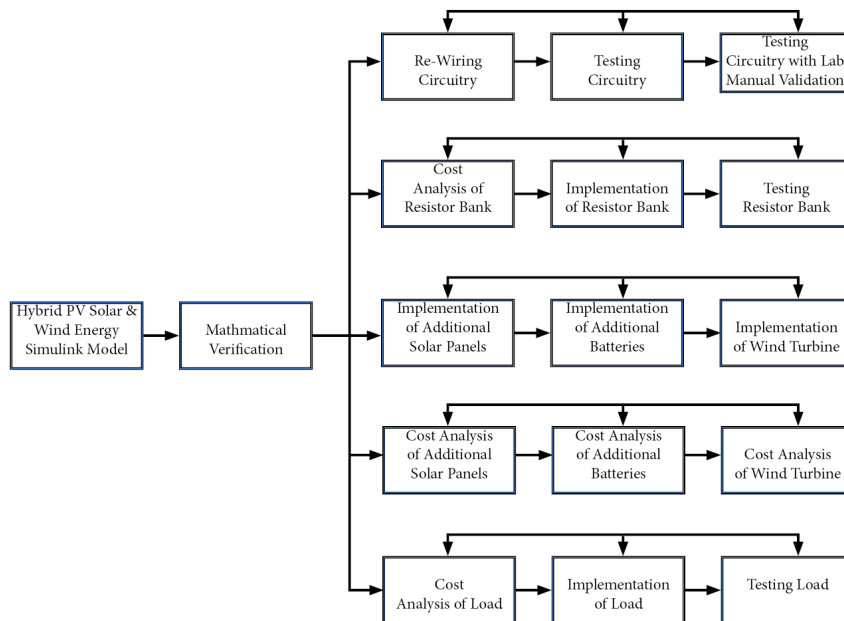 Re-Wiring
Circuitry
Testing
Circuitry
Testing
Circuitry with Lab
Manual Validation
Cost
Analysis of
Resistor Bank
Implementation
of Resistor Bank
Testing
Resistor Bank
Hybrid PV Solar &
Wind Energy
Simulink Model
Mathmatical
Verification
Implementation
of Additional
Solar Panels
Implementation
of Additional
Batteries
Implementation
of Wind Turbine
Cost Analysis
of Additional
Solar Panels
Cost Analysis
of Additional
Batteries
Cost Analysis
of Wind Turbine
Cost
Analysis of Load
Implementation
of Load
Testing Load